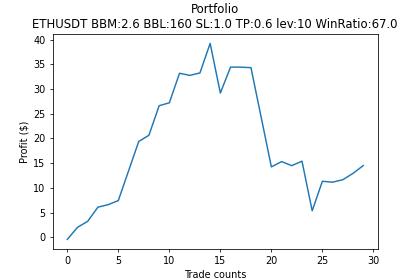 Portfolio
ETHUSDT BBM:2.6 BBL:160 SL:1.0 TP:0.6 lev:10 WinRatio:67.0
40
35
30
25
20
15
10
5
0
Profit ($)
0 5 10 15 20 25 30
Trade counts